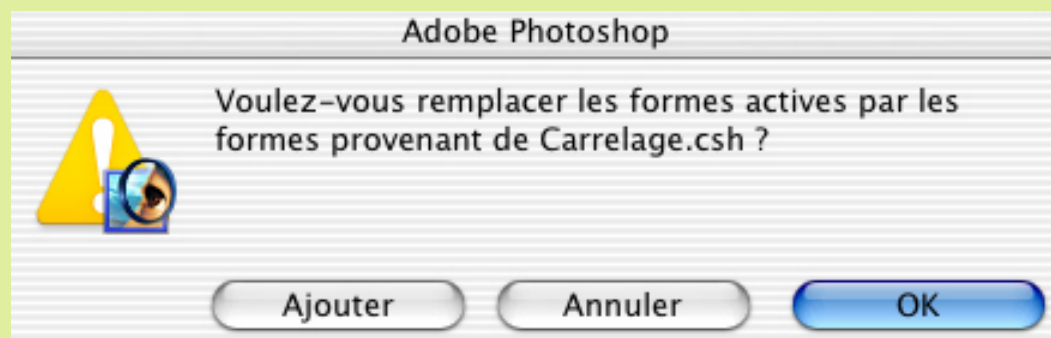 Adobe Photoshop
Voulez-vous remplacer les formes actives par les
formes provenant de Carrelage.csh ?
Ajouter Annuler OK